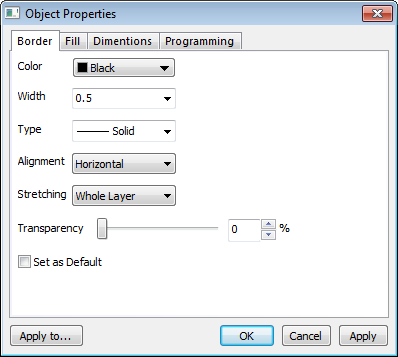 Object Properties
Border Fill Dimentions Programming
Color Black
Width 0.5
Type Solid
Alignment Horizontal
Stretching Whole Layer
Transparency 0 %
Set as Default
Apply to... OK Cancel Apply